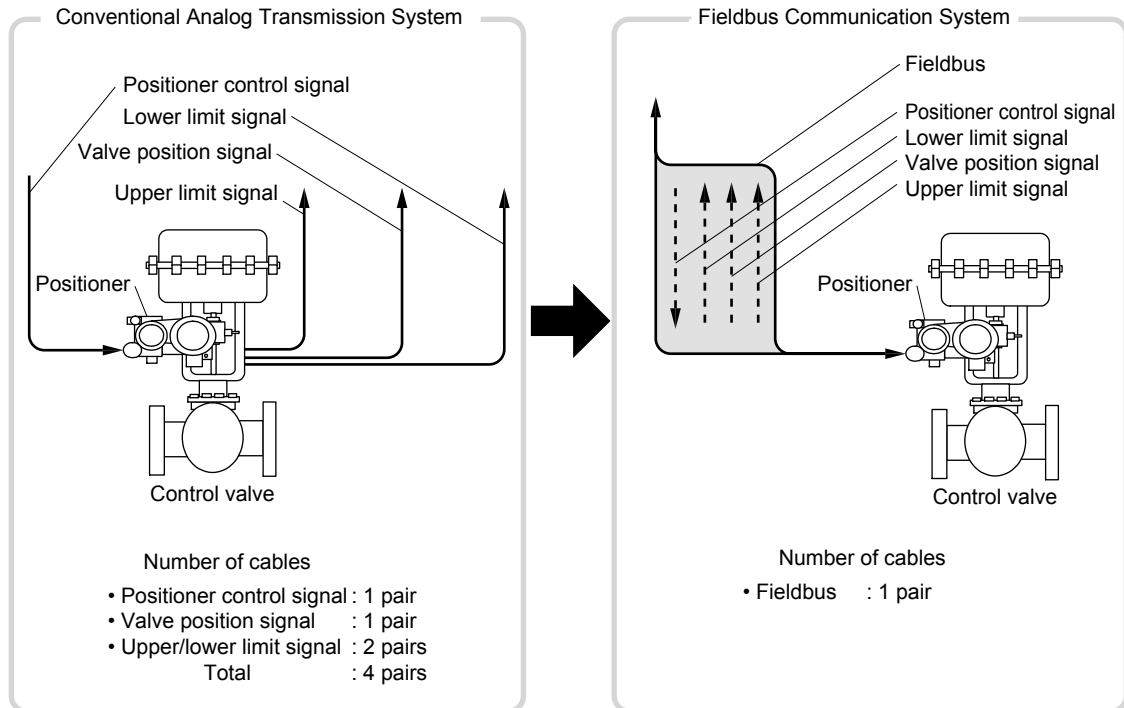 Conventional Analog Transmission System
Positioner control signal
Lower limit signal
Valve position signal
Upper limit signal
Positioner
Control valve
Number of cables
• Positioner control signal : 1 pair
• Valve position signal : 1 pair
• Upper/lower limit signal : 2 pairs
Total : 4 pairs
Fieldbus Communication System
Fieldbus
Positioner control signal
Lower limit signal
Valve position signal
Upper limit signal
Positioner
Control valve
Number of cables
• Fieldbus : 1 pair